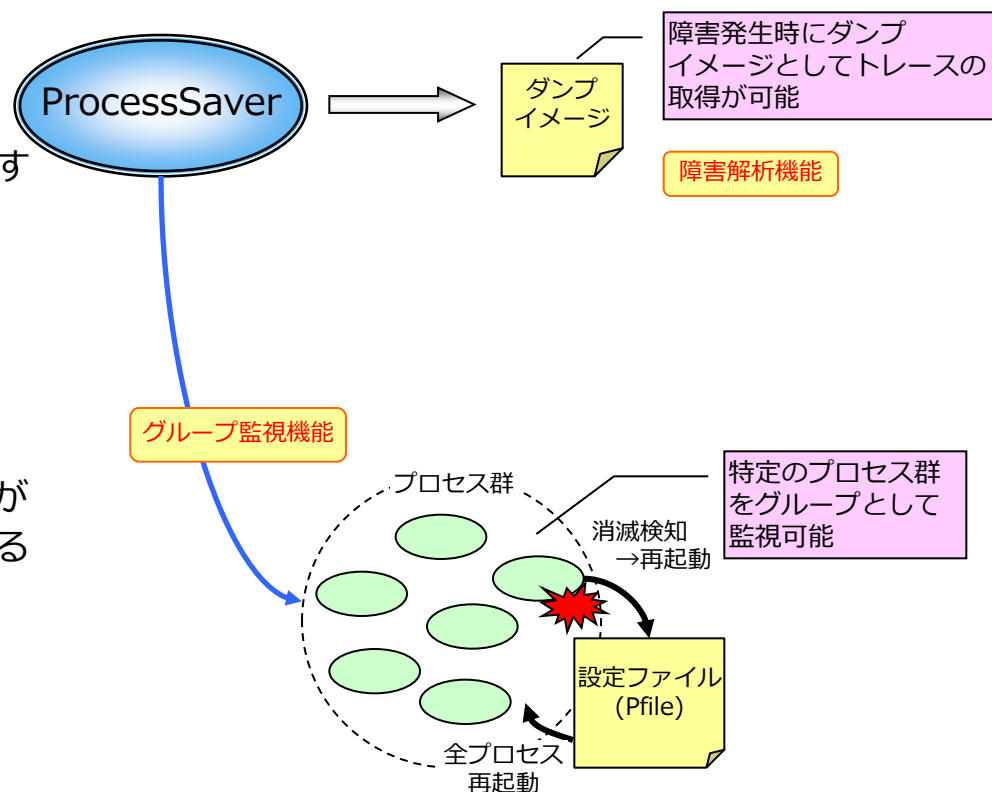 ProcessSaver
ダンプ
イメージ
障害発生時にダンプ
イメージとしてトレースの
取得が可能
障害解析機能
す
グループ監視機能
が
る
プロセス群
特定のプロセス群
をグループとして
監視可能
消滅検知
→再起動
設定ファイル
(Pfile)
全プロセス
再起動